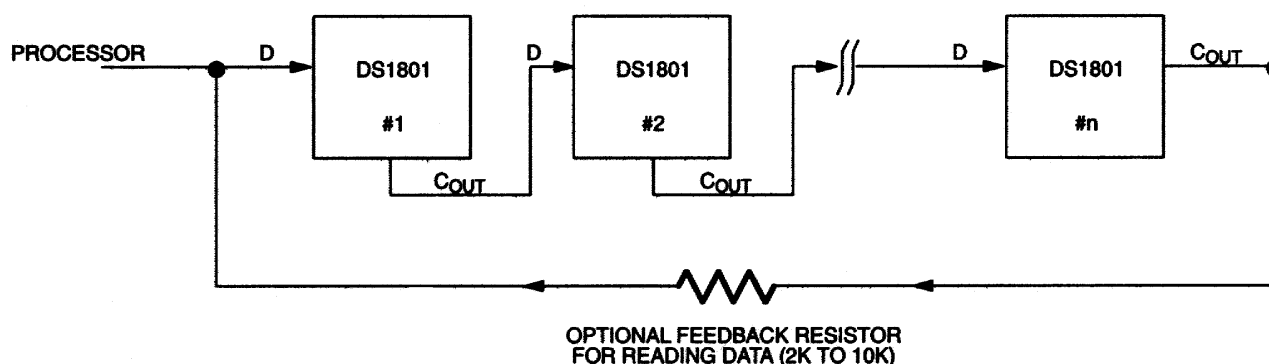 PROCESSOR
D
DS1801
#1
COUT
D
DS1801
#2
COUT
D
DS1801
#n
COUT
OPTIONAL FEEDBACK RESISTOR
FOR READING DATA (2K TO 10K)